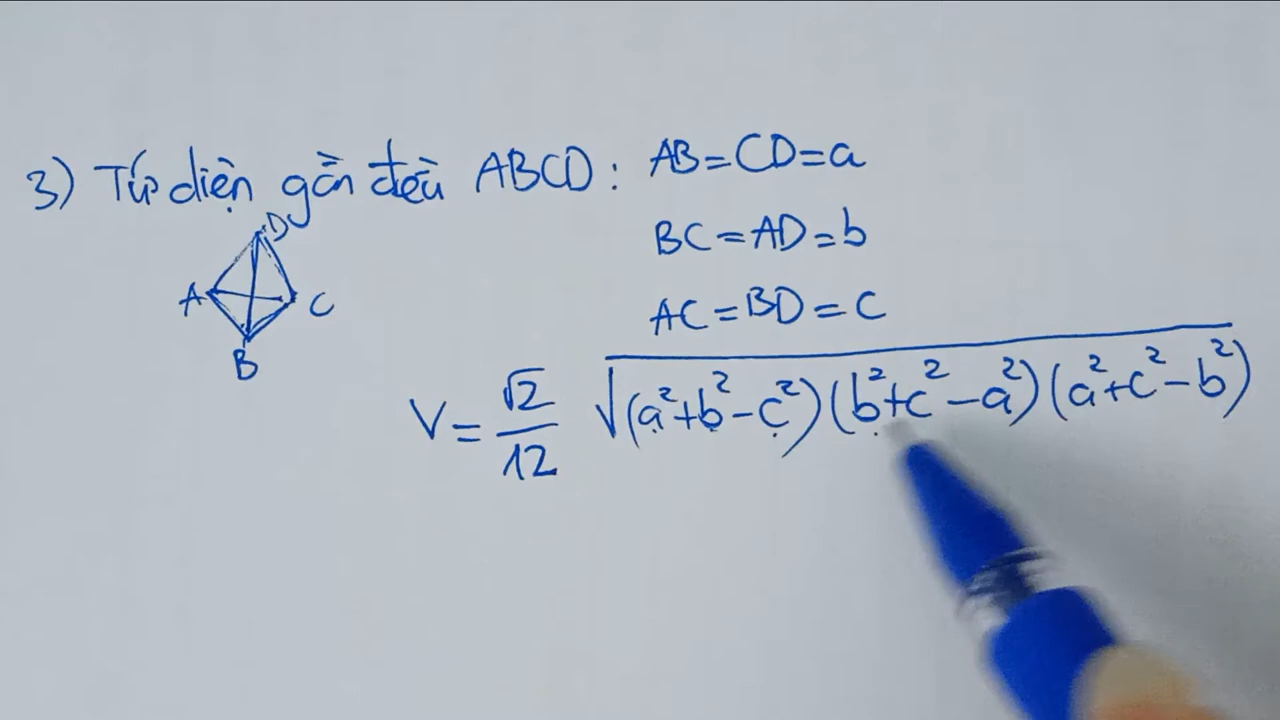 3) Tứ diện gần đều ABCD: AB=CD=a
BC=AD=b
AC=BD=c
D
A
C
B
V = √2/12 √(a²+b²-c²)(b²+c²-a²)(a²+c²-b²)